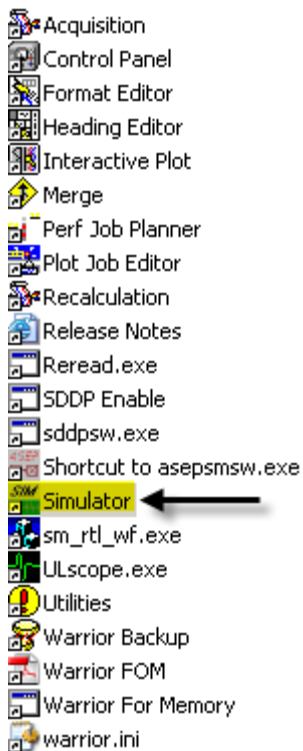 Acquisition
Control Panel
Format Editor
Heading Editor
Interactive Plot
Merge
Perf Job Planner
Plot Job Editor
Recalculation
Release Notes
Reread.exe
SDDP Enable
sddpsw.exe
Shortcut to asepsmsw.exe
Simulator
sm_rtl_wf.exe
ULscope.exe
Utilities
Warrior Backup
Warrior FOM
Warrior For Memory
warrior.ini